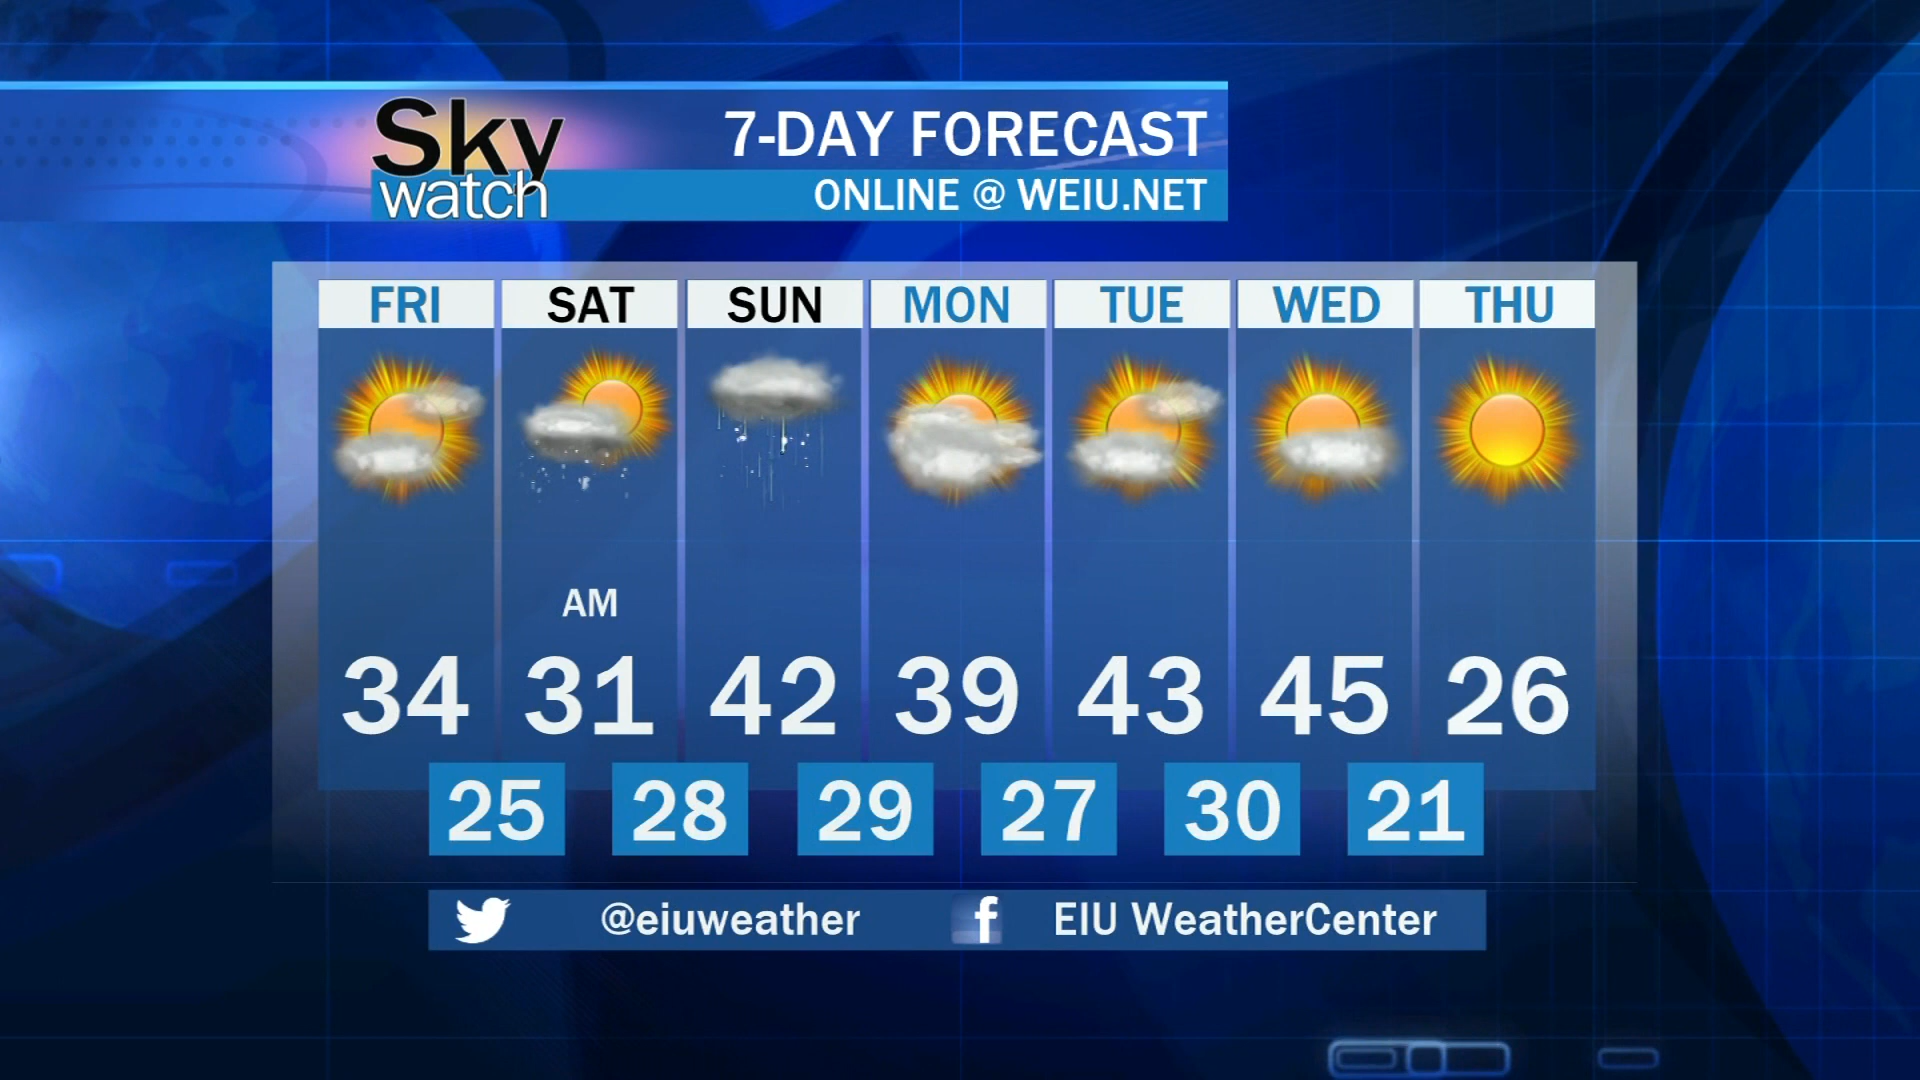 Sky
watch
7-DAY FORECAST
ONLINE @ WEIU.NET
FRI SAT SUN MON TUE WED THU
AM
34 31 42 39 43 45 26
25 28 29 27 30 21
@eiuweather f EIU WeatherCenter